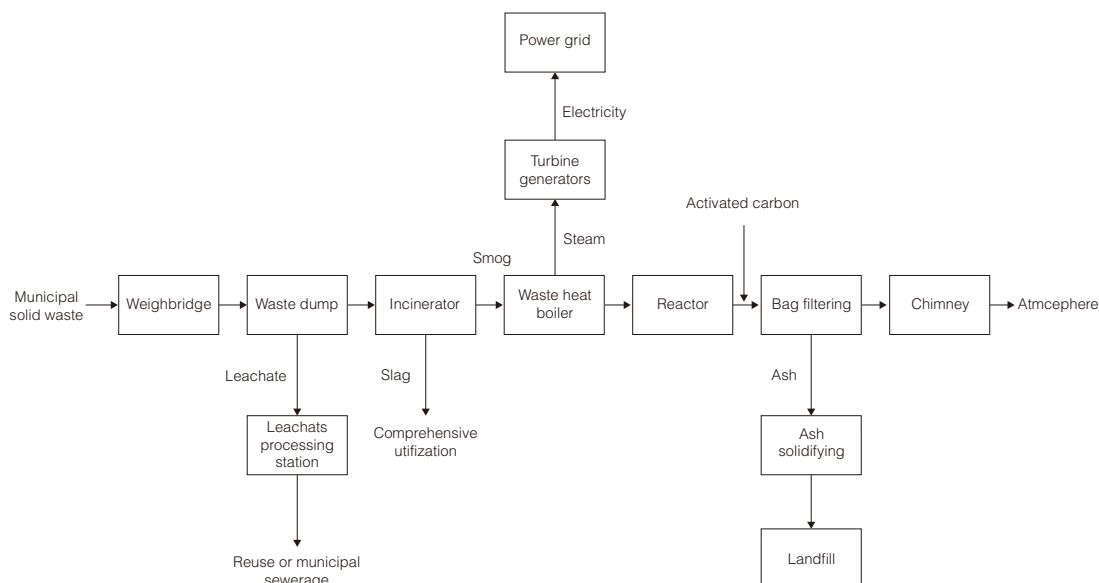 Power grid
Electricity
Turbine
generators
Activated carbon
Steam
Smog
Municipal
solid waste
Weighbridge
Waste dump
Incinerator
Waste heat
boiler
Reactor
Bag filtering
Chimney
Atmcephere
Leachate
Slag
Ash
Leachats
processing
station
Comprehensive
utifization
Ash
solidifying
Reuse or municipal
sewerage
Landfill